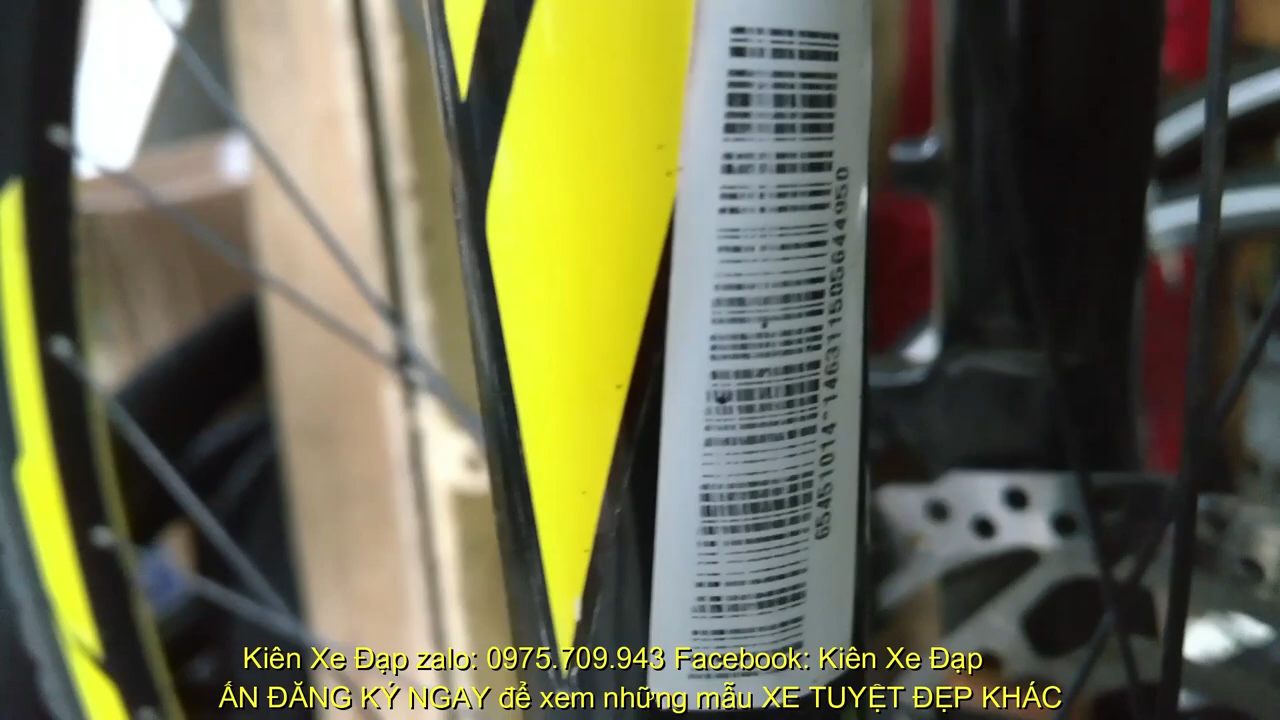 65451014^1463115056444950
Kiên Xe Đạp zalo: 0975.709.943 Facebook: Kiên Xe Đạp
ẤN ĐĂNG KÝ NGAY để xem những mẫu XE TUYỆT ĐẸP KHÁC